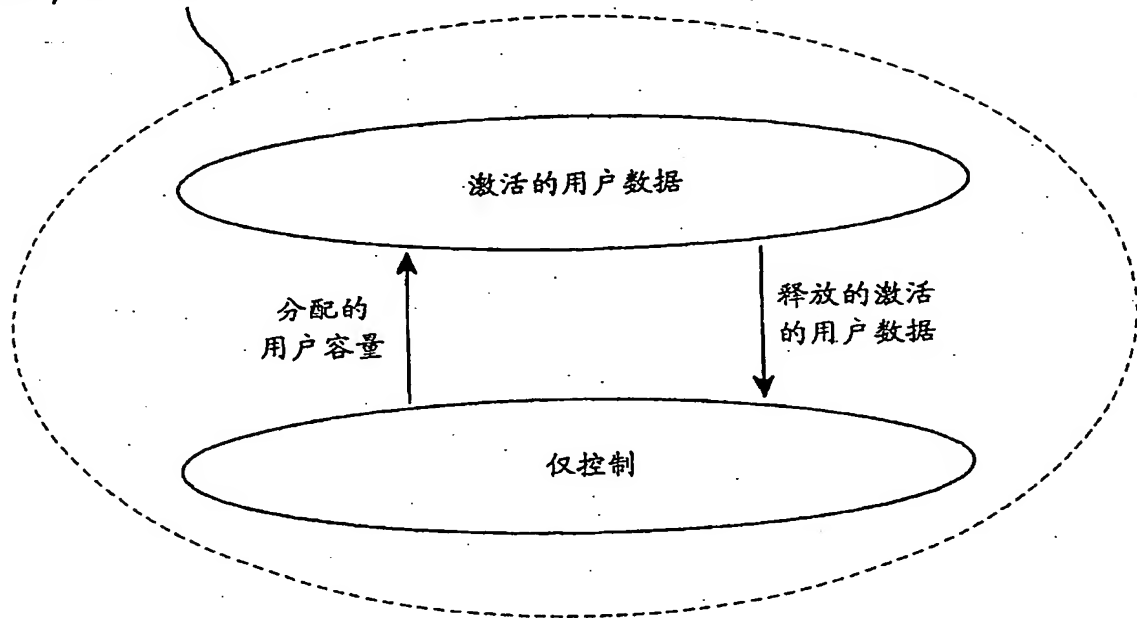 激活的用户数据
分配的
用户容量
释放的激活
的用户数据
仅控制